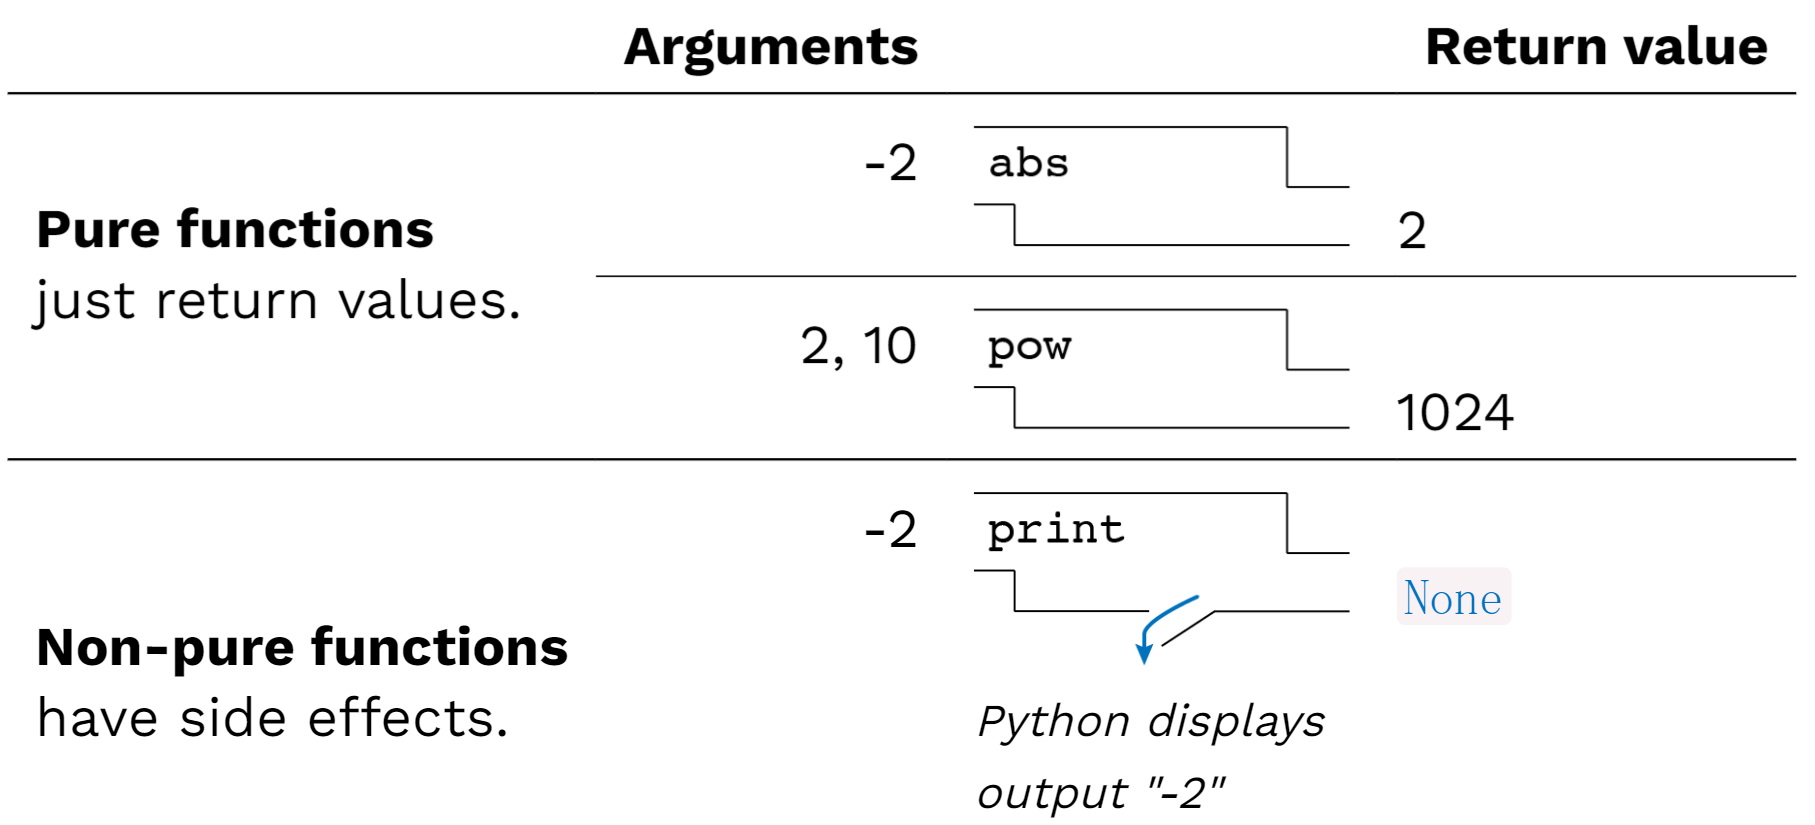 Arguments Return value
-2 abs
Pure functions 2
just return values.
2, 10 pow
1024
-2 print
None
Non-pure functions
have side effects.
Python displays
output "-2"